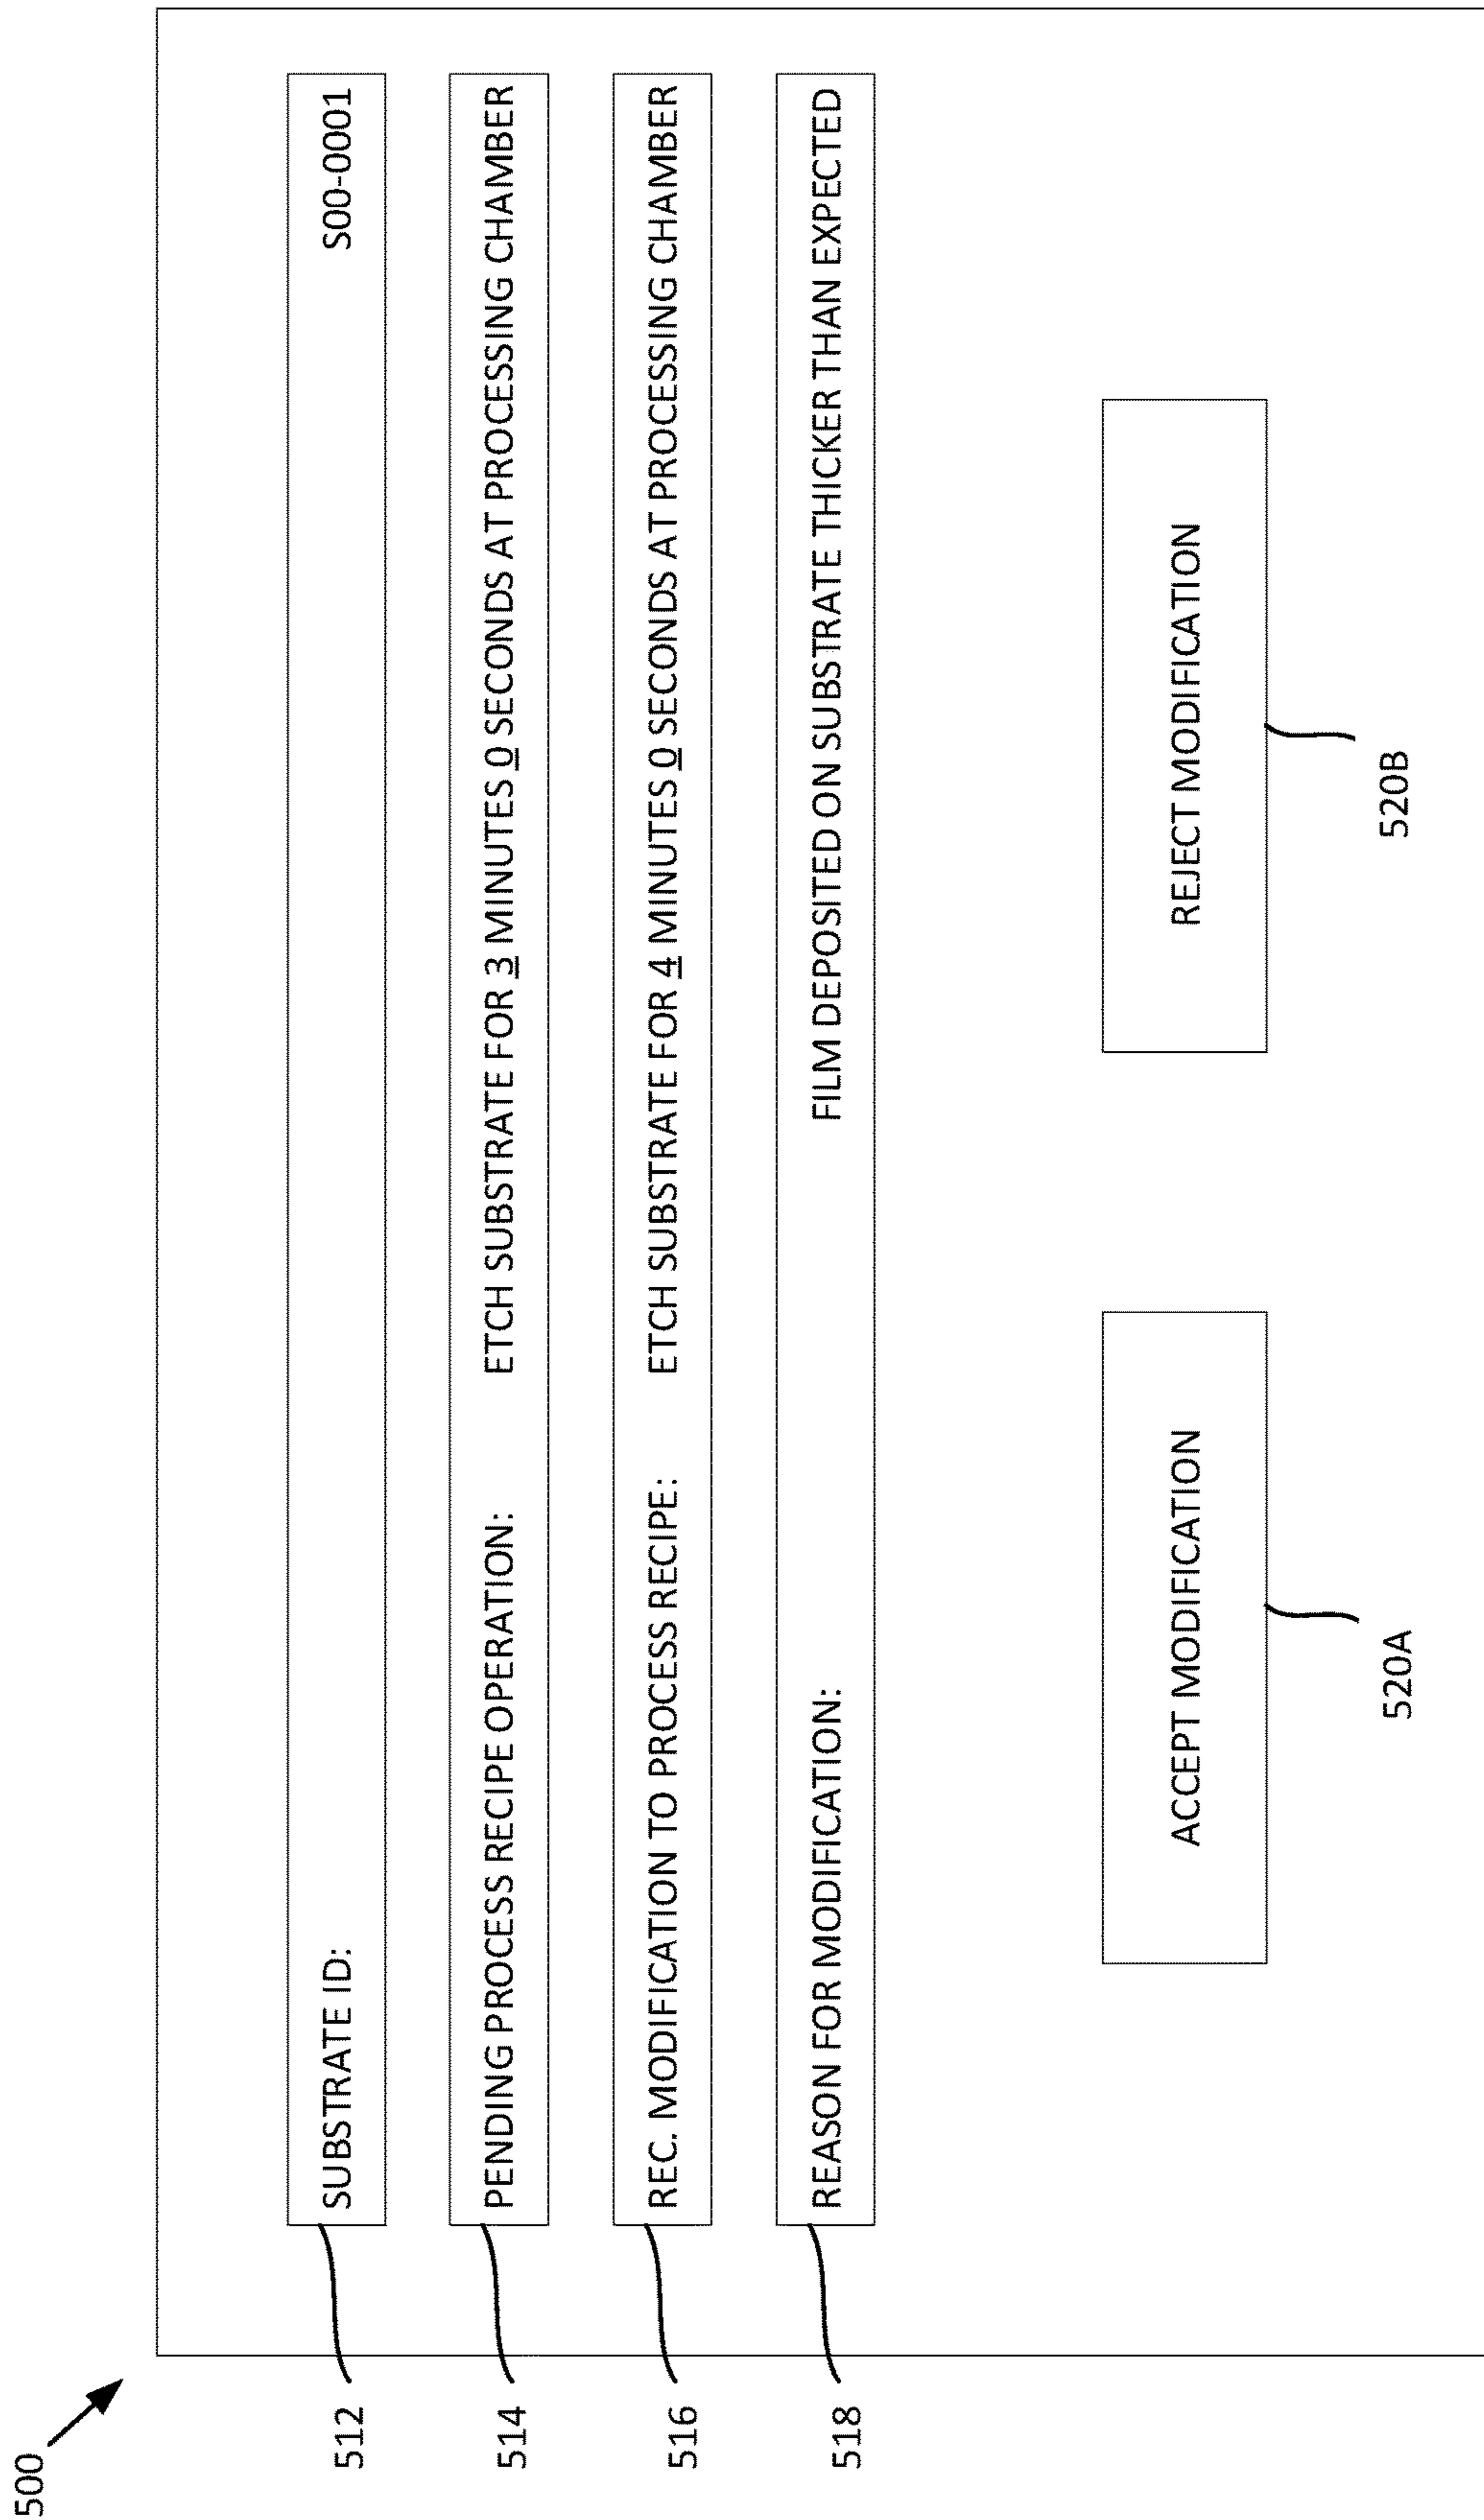 500
512
SUBSTRATE ID: S00-0001
514
PENDING PROCESS RECIPE OPERATION: ETCH SUBSTRATE FOR 3 MINUTES 0 SECONDS AT PROCESSING CHAMBER
516
REC. MODIFICATION TO PROCESS RECIPE: ETCH SUBSTRATE FOR 4 MINUTES 0 SECONDS AT PROCESSING CHAMBER
518
REASON FOR MODIFICATION: FILM DEPOSITED ON SUBSTRATE THICKER THAN EXPECTED
ACCEPT MODIFICATION
REJECT MODIFICATION
520A
520B